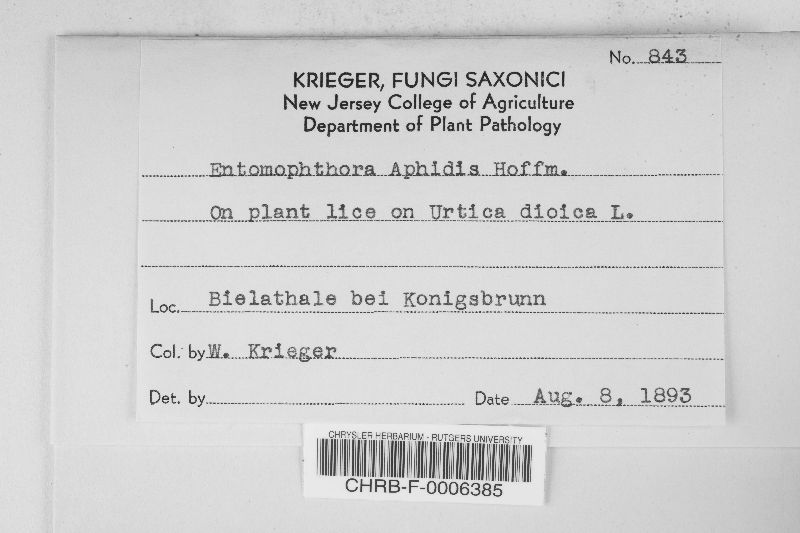 No. 843
KRIEGER, FUNGI SAXONICI
New Jersey College of Agriculture
Department of Plant Pathology
Entomophthora Aphidis Hoffm.
On plant lice on Urtica dioica L.
Loc. Bielathale bei Konigsbrunn
Col. by W. Krieger
Det. by Date Aug. 8, 1893
CHRYSLER HERBARIUM - RUTGERS UNIVERSITY
CHRB-F-0006385